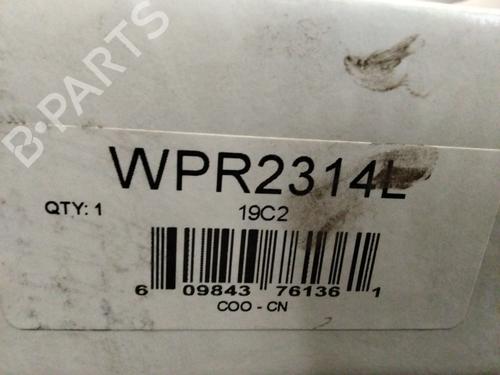 B-PARTS
WPR2314L
QTY: 1
19C2
6 09843 76136 1
COO - CN